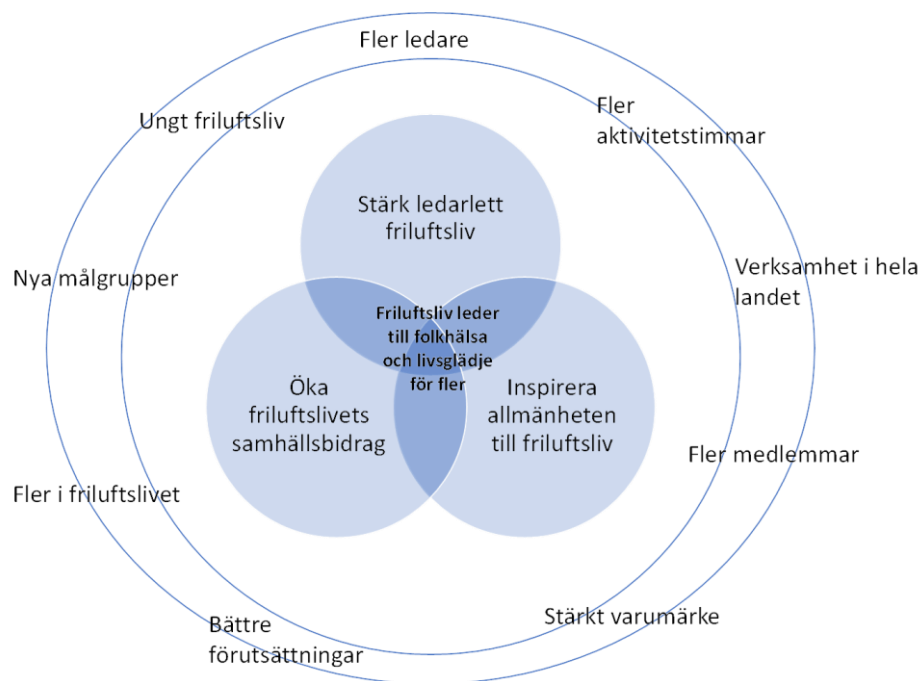 Fler ledare
Ungt friluftsliv
Fler
aktivitetstimmar
Stärk ledarlett
friluftsliv
Nya målgrupper
Verksamhet i hela
landet
Friluftsliv leder
till folkhälsa
och livsglädje
för fler
Öka
friluftslivets
samhällsbidrag
Inspirera
allmänheten
till friluftsliv
Fler medlemmar
Fler i friluftslivet
Stärkt varumärke
Bättre
förutsättningar